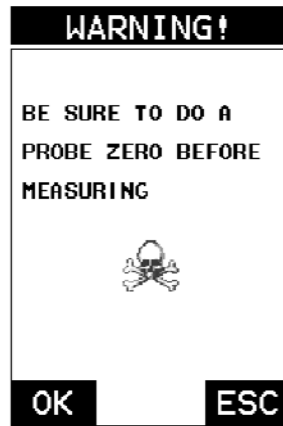 WARNING!
BE SURE TO DO A
PROBE ZERO BEFORE
MEASURING
OK ESC